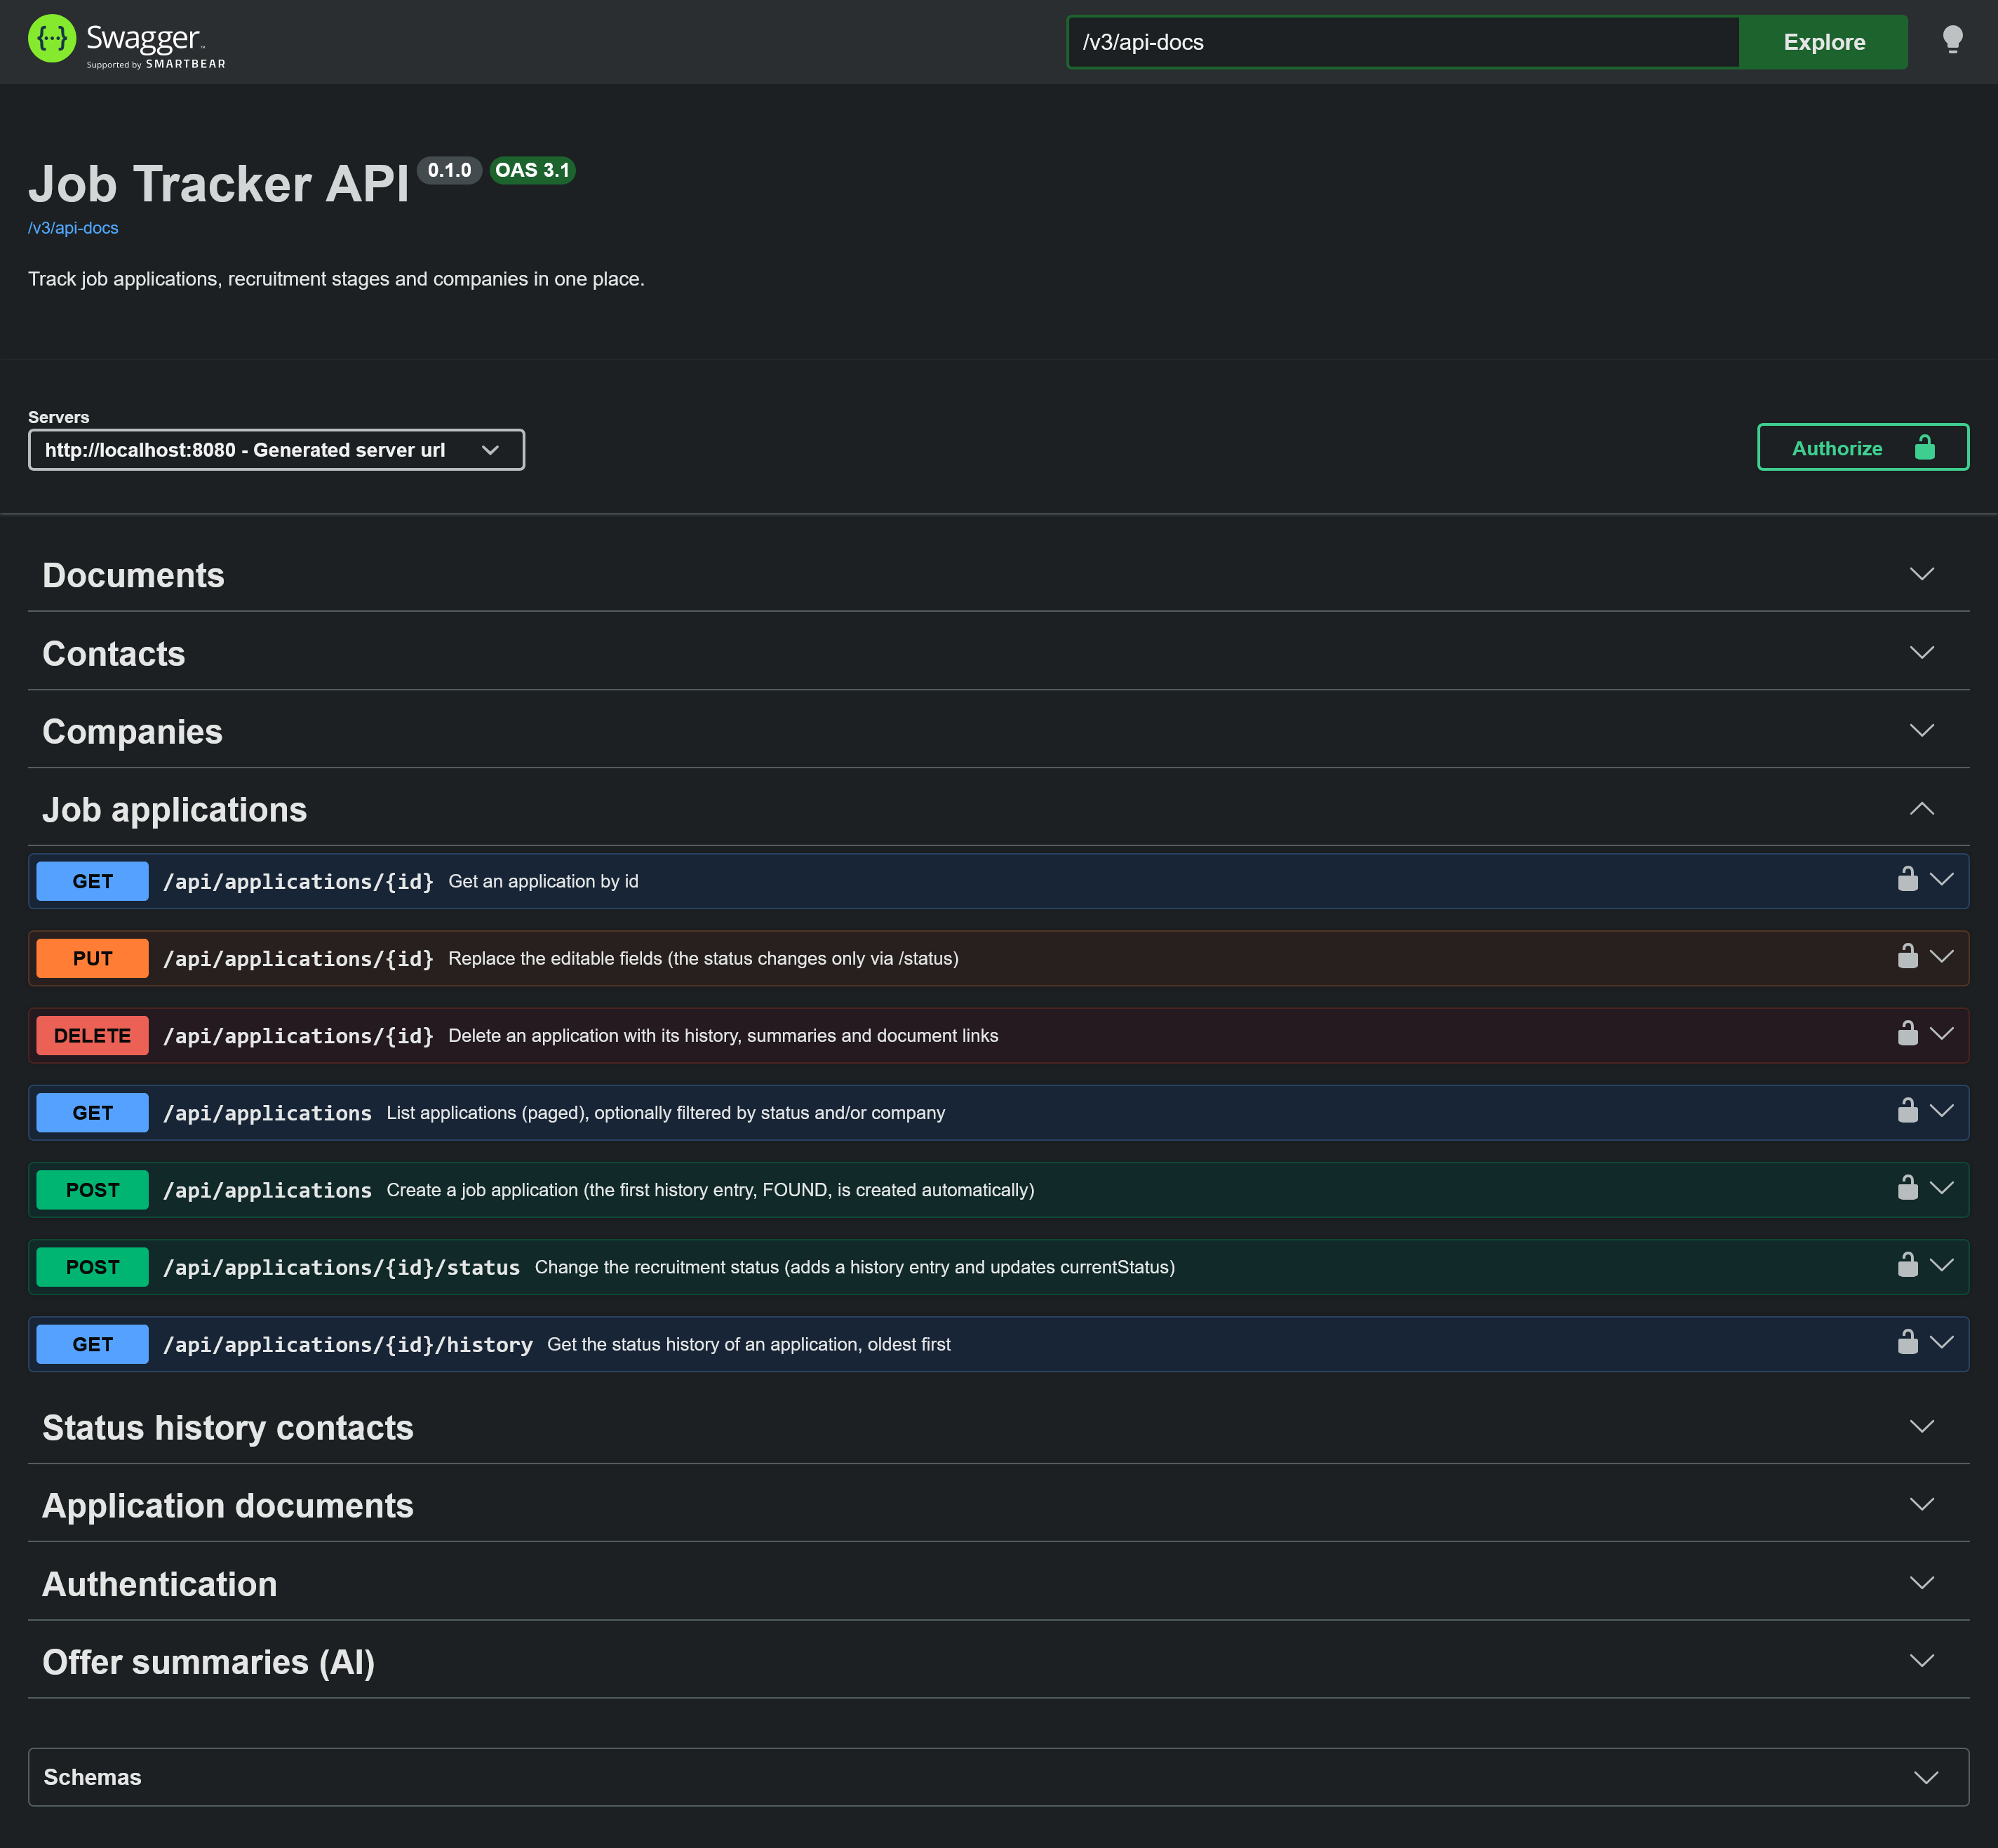 Swagger
Supported by SMARTBEAR
/v3/api-docs
Explore
Job Tracker API 0.1.0 OAS 3.1
/v3/api-docs
Track job applications, recruitment stages and companies in one place.
Servers
http://localhost:8080 - Generated server url
Authorize
Documents
Contacts
Companies
Job applications
GET /api/applications/{id} Get an application by id
PUT /api/applications/{id} Replace the editable fields (the status changes only via /status)
DELETE /api/applications/{id} Delete an application with its history, summaries and document links
GET /api/applications List applications (paged), optionally filtered by status and/or company
POST /api/applications Create a job application (the first history entry, FOUND, is created automatically)
POST /api/applications/{id}/status Change the recruitment status (adds a history entry and updates currentStatus)
GET /api/applications/{id}/history Get the status history of an application, oldest first
Status history contacts
Application documents
Authentication
Offer summaries (AI)
Schemas